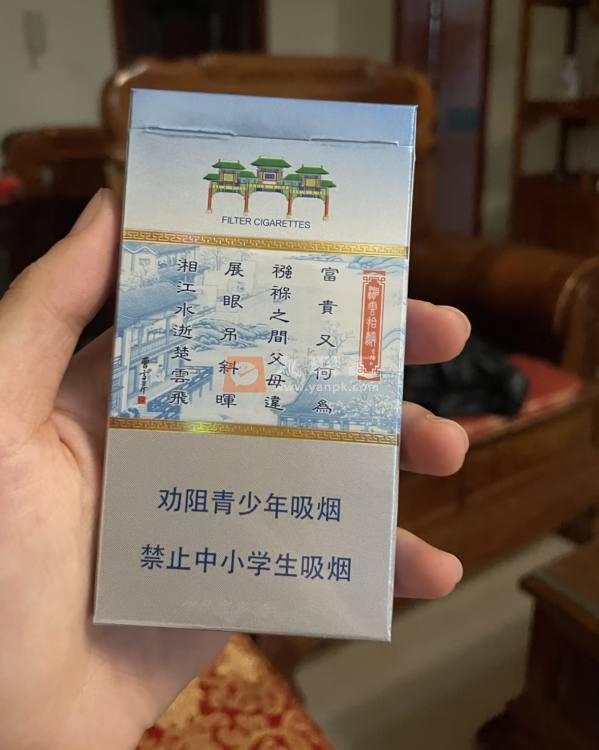 FILTER CIGARETTES
富貴又何為
襁褓之間父母違
展眼吊斜暉
湘江水逝楚雲飛
www.yanpk.com
劝阻青少年吸烟
禁止中小学生吸烟